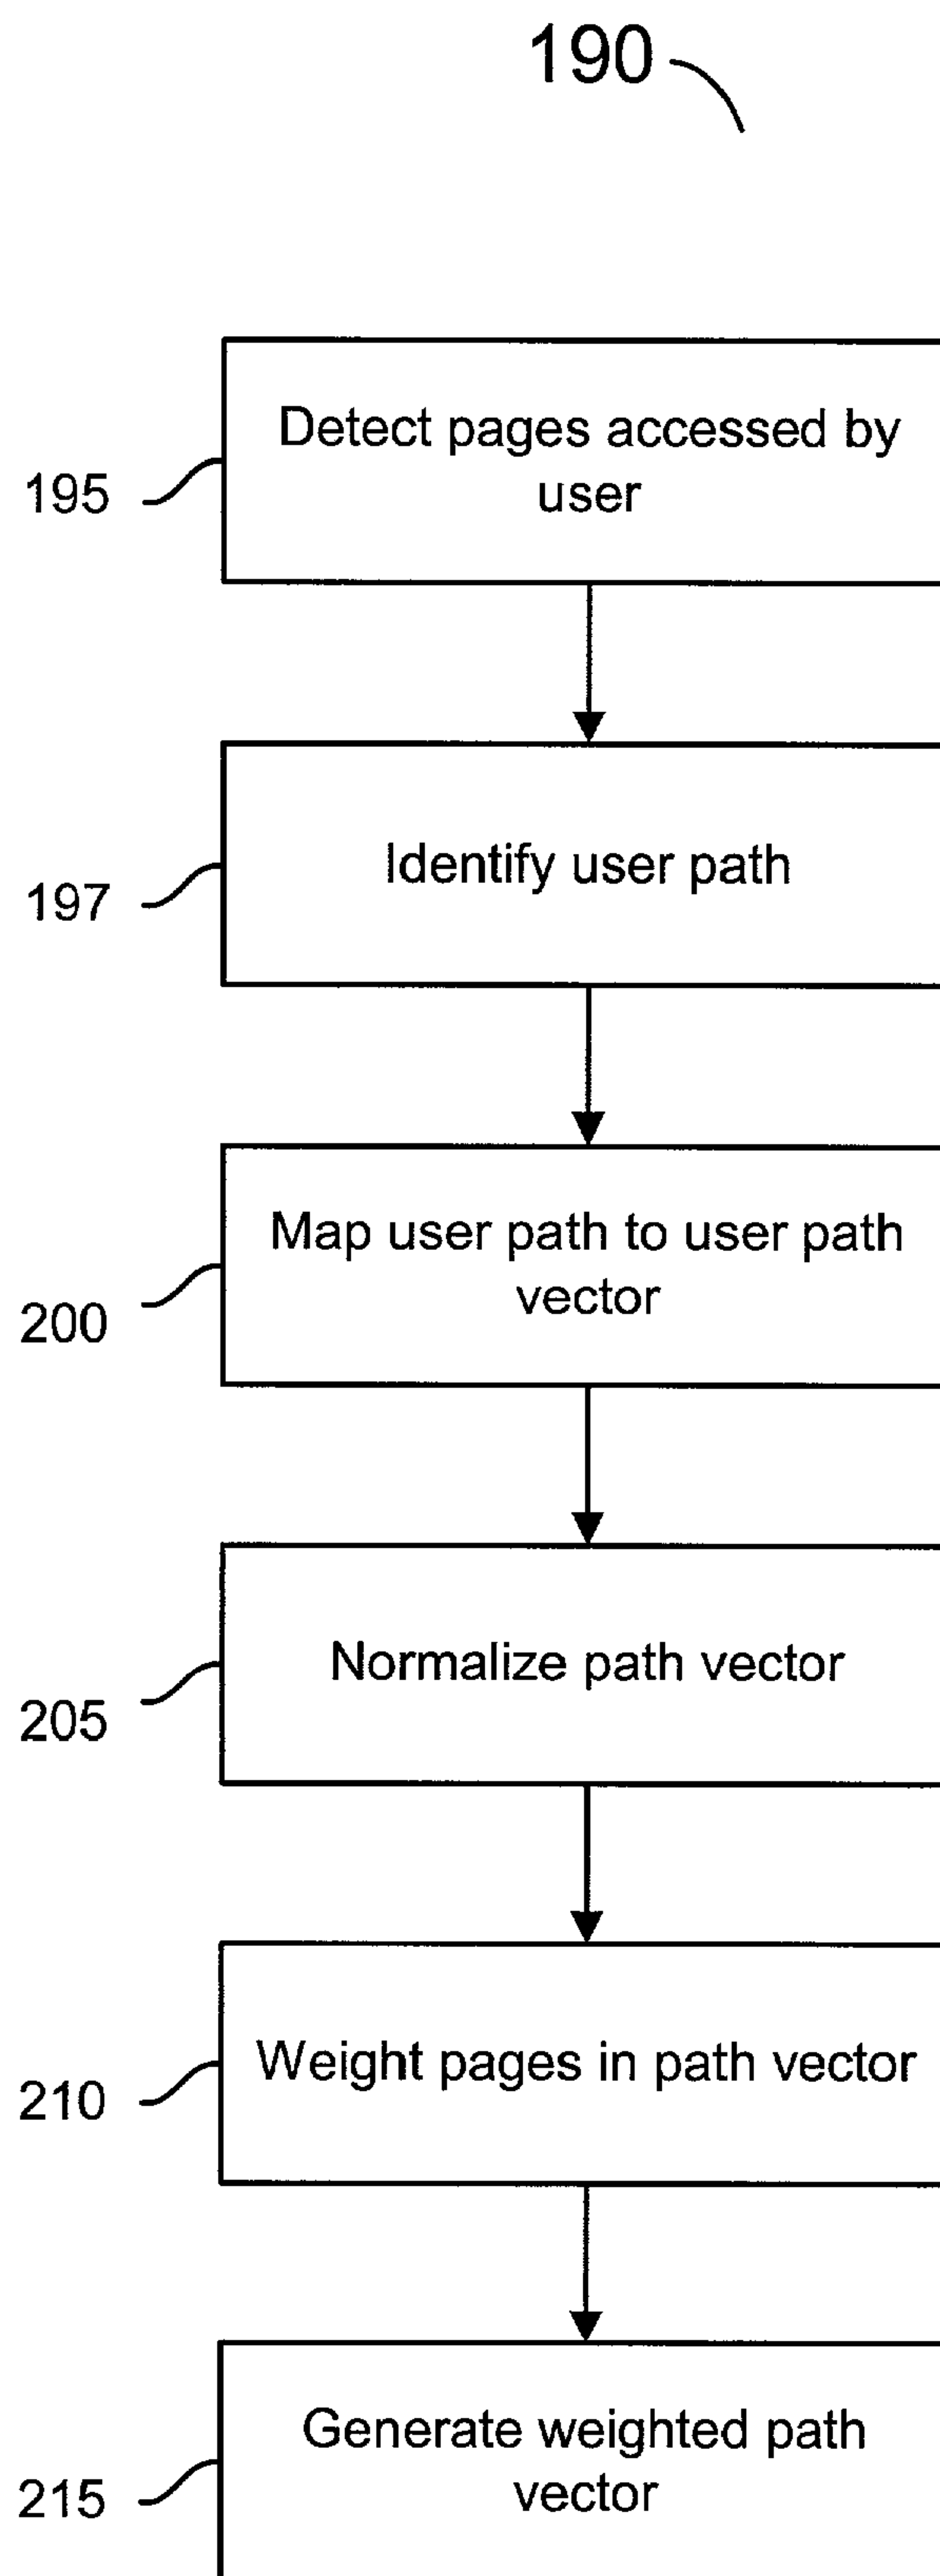 190
Detect pages accessed by
user
195
Identify user path
197
Map user path to user path
vector
200
Normalize path vector
205
Weight pages in path vector
210
Generate weighted path
vector
215